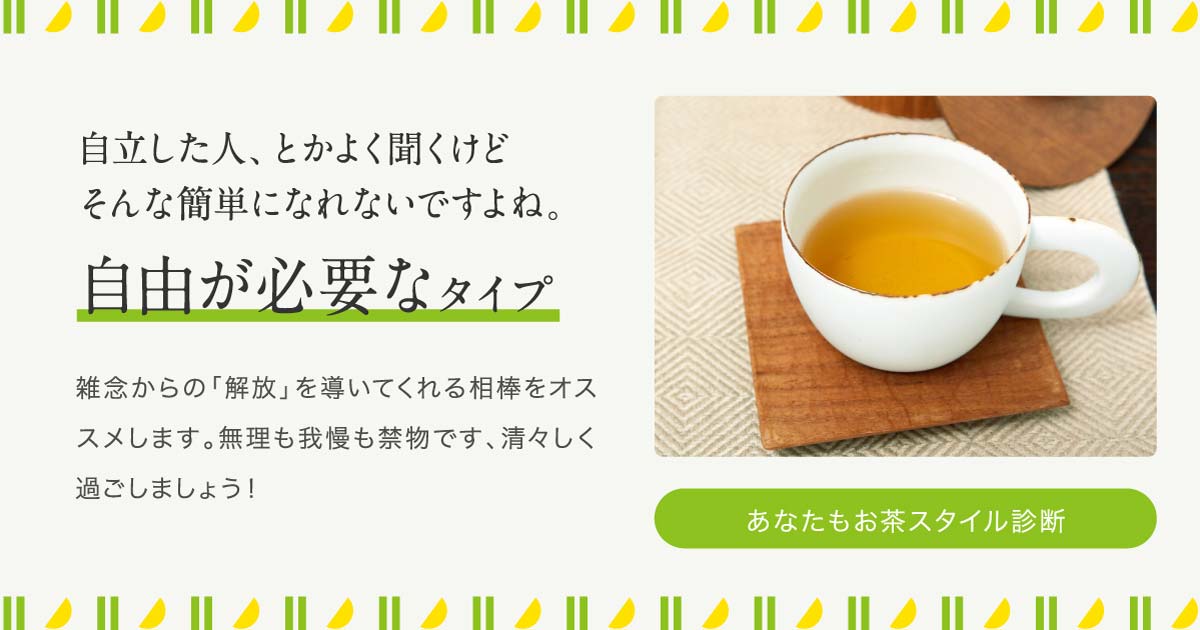 自立した人、とかよく聞くけど
そんな簡単になれないですよね。
自由が必要なタイプ
雑念からの「解放」を導いてくれる相棒をオス
スメします。無理も我慢も禁物です、清々しく
過ごしましょう！
あなたもお茶スタイル診断